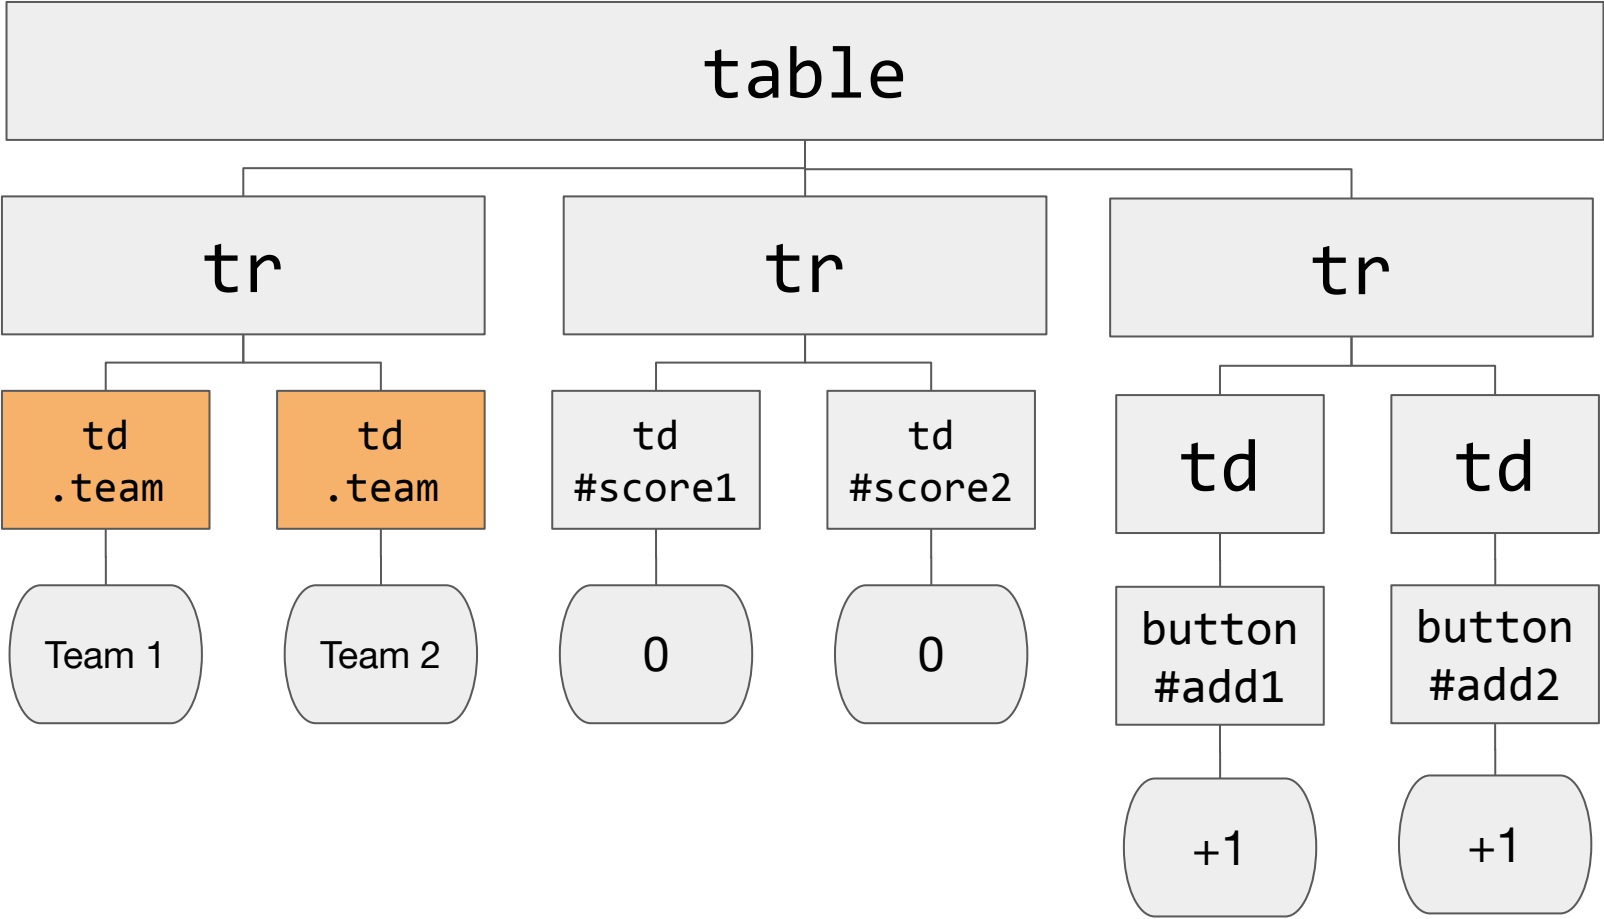 table
tr
tr
tr
td
.team
td
.team
td
#score1
td
#score2
td
td
Team 1
Team 2
0
0
button
#add1
button
#add2
+1
+1